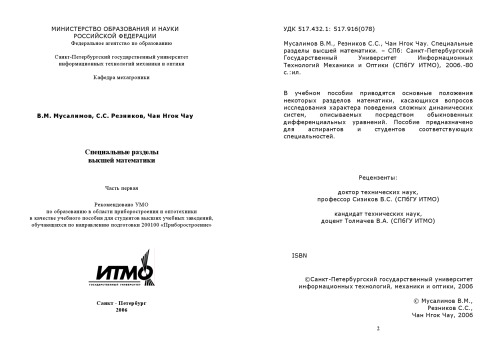 МИНИСТЕРСТВО ОБРАЗОВАНИЯ И НАУКИ
РОССИЙСКОЙ ФЕДЕРАЦИИ
Федеральное агентство по образованию
Санкт-Петербургский государственный университет
информационных технологий механики и оптики
Кафедра мехатроники
В.М. Мусалимов, С.С. Резников, Чан Нгок Чау
Специальные разделы
высшей математики
Часть первая
Рекомендовано УМО
по образованию в области приборостроения и оптотехники
в качестве учебного пособия для студентов высших учебных заведений,
обучающихся по направлению подготовки 200100 «Приборостроение»
ИТМО
ГОСУДАРСТВЕННЫЙ УНИВЕРСИТЕТ
Санкт - Петербург
2006
УДК 517.432.1: 517.916(078)
Мусалимов В.М., Резников С.С., Чан Нгок Чау. Специальные
разделы высшей математики. – СПб: Санкт-Петербургский
Государственный Университет Информационных
Технологий Механики и Оптики (СПбГУ ИТМО), 2006.-80
с.:ил.
В учебном пособии приводятся основные положения
некоторых разделов математики, касающихся вопросов
исследования характера поведения сложных динамических
систем, описываемых посредством обыкновенных
дифференциальных уравнений. Пособие предназначено
для аспирантов и студентов соответствующих
специальностей.
Рецензенты:
доктор технических наук,
профессор Сизиков В.С. (СПбГУ ИТМО)
кандидат технических наук,
доцент Толмачев В.А. (СПбГУ ИТМО)
ISBN
©Санкт-Петербургский государственный университет
информационных технологий, механики и оптики, 2006
© Мусалимов В.М.,
Резников С.С.,
Чан Нгок Чау, 2006
1